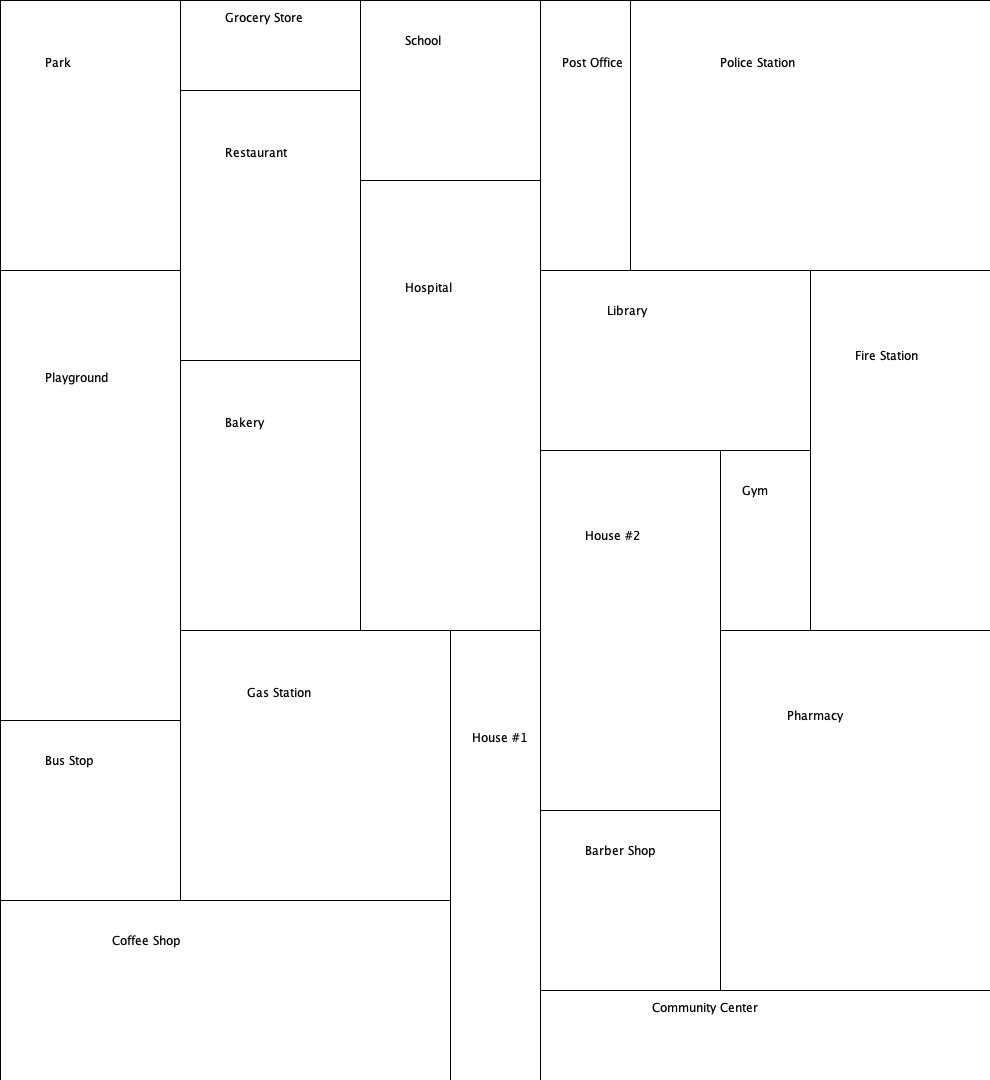 Grocery Store
School
Park
Post Office
Police Station
Restaurant
Hospital
Library
Fire Station
Playground
Bakery
Gym
House #2
Gas Station
Pharmacy
House #1
Bus Stop
Barber Shop
Coffee Shop
Community Center